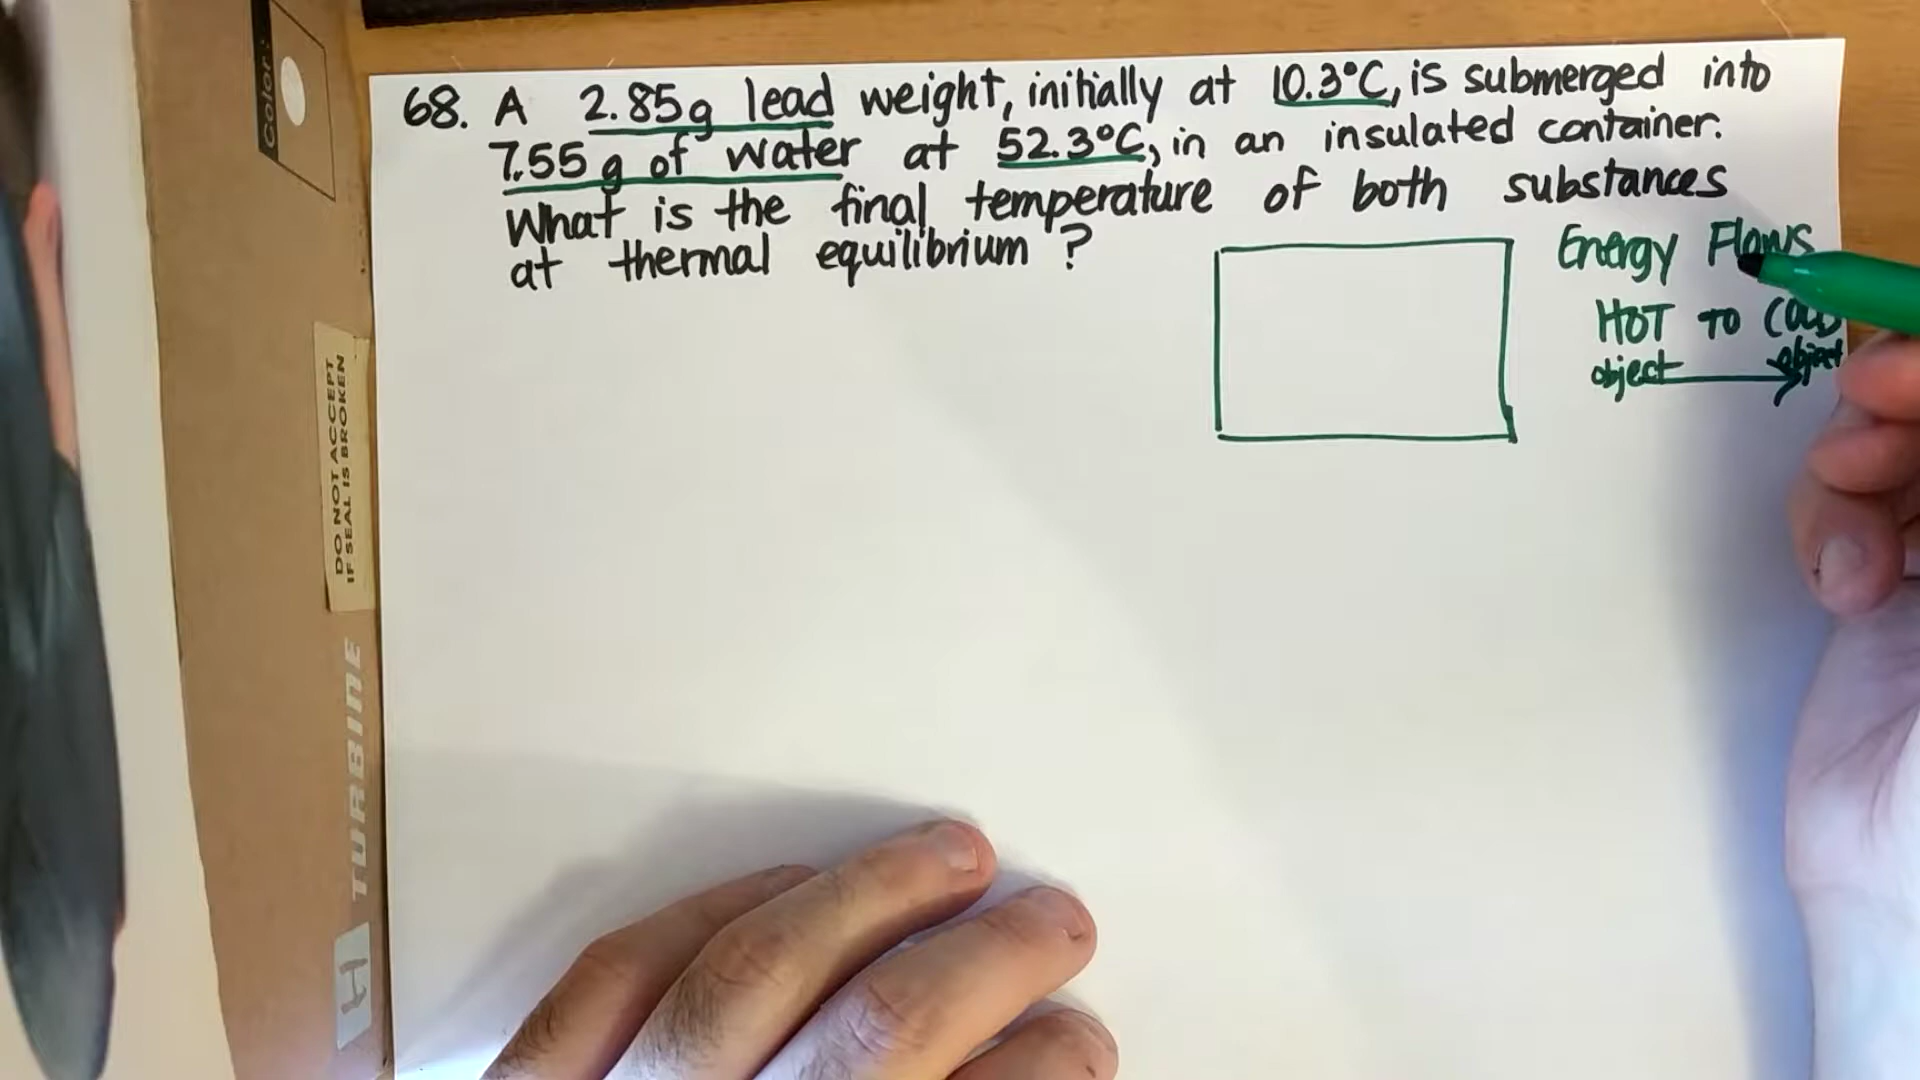 Color:
68. A 2.85g lead weight, initially at 10.3°C, is submerged into
7.55 g of water at 52.3°C, in an insulated container.
What is the final temperature of both substances
at thermal equilibrium?
Energy Flows
HOT TO COLD
object object
DO NOT ACCEPT
IF SEAL IS BROKEN
TURBINE
H